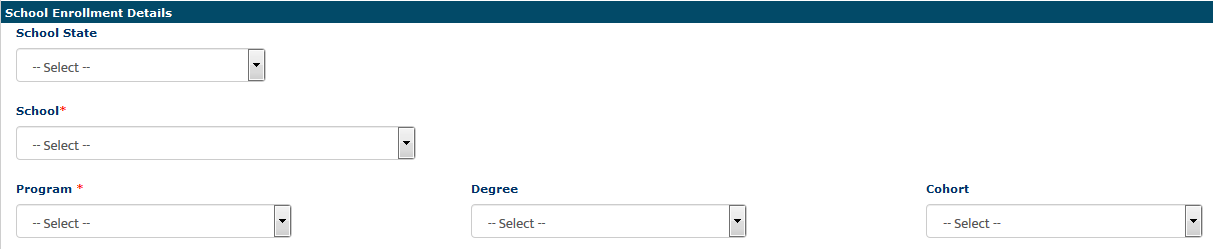 School Enrollment Details
School State
-- Select --
School*
-- Select --
Program * Degree Cohort
-- Select -- -- Select -- -- Select --